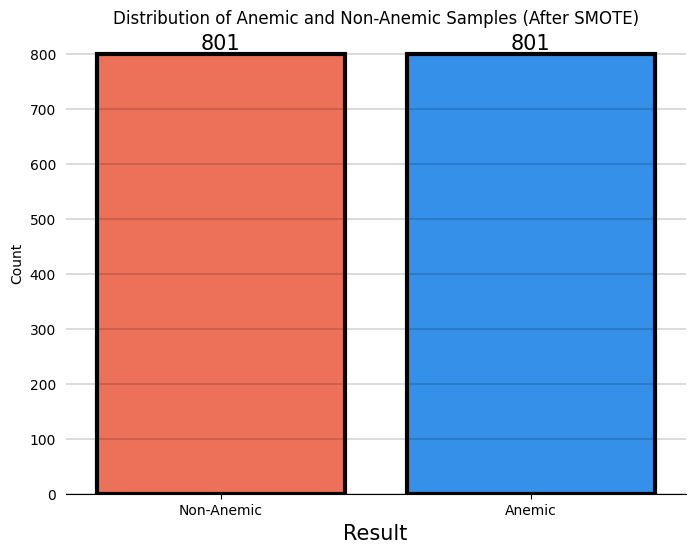 Distribution of Anemic and Non-Anemic Samples (After SMOTE)
801 801
800
700
600
500
400
300
200
100
0
Count
Non-Anemic Anemic
Result